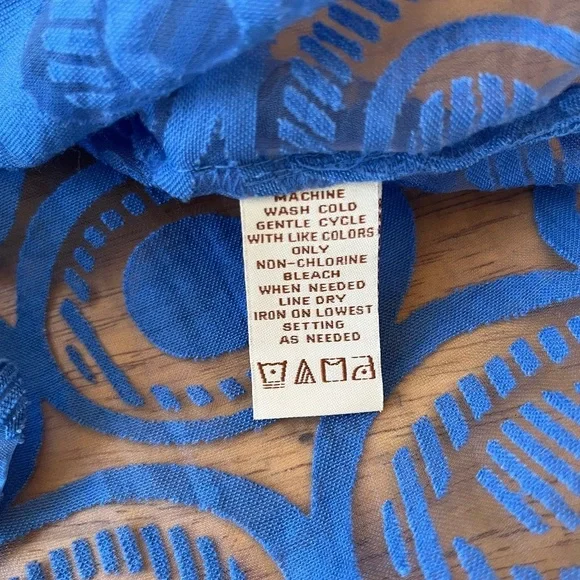 MACHINE
WASH COLD
GENTLE CYCLE
WITH LIKE COLORS
ONLY
NON-CHLORINE
BLEACH
WHEN NEEDED
LINE DRY
IRON ON LOWEST
SETTING
AS NEEDED